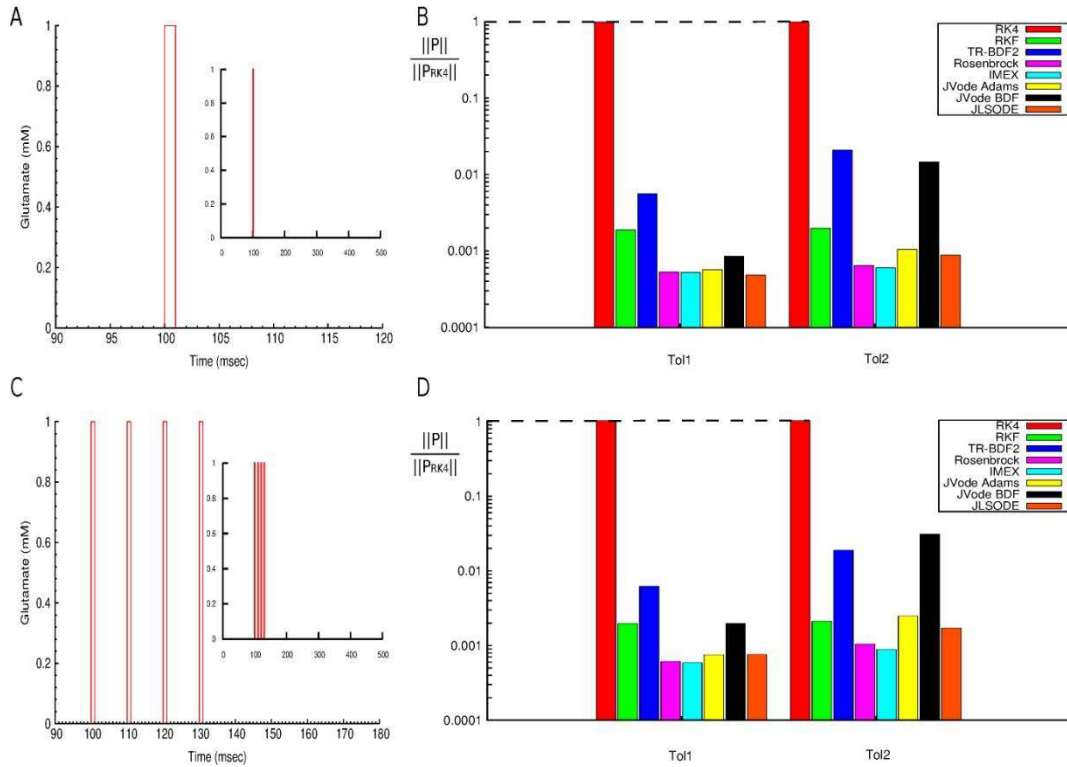 A
Glutamate (mM)
1
0.8
0.6
0.4
0.2
0
90
95
100
105
110
115
120
Time (msec)
1
0.8
0.6
0.4
0.2
0
0
100
200
300
400
500
B
||P||
||PRK4||
1
0.1
0.01
0.001
0.0001
Tol1
Tol2
RK4
RKF
TR-BDF2
Rosenbrock
IMEX
JVode Adams
JVode BDF
JLSODE
C
Glutamate (mM)
1
0.8
0.6
0.4
0.2
0
90
100
110
120
130
140
150
160
170
180
Time (msec)
1
0.8
0.6
0.4
0.2
0
0
100
200
300
400
500
D
||P||
||PRK4||
1
0.1
0.01
0.001
0.0001
Tol1
Tol2
RK4
RKF
TR-BDF2
Rosenbrock
IMEX
JVode Adams
JVode BDF
JLSODE